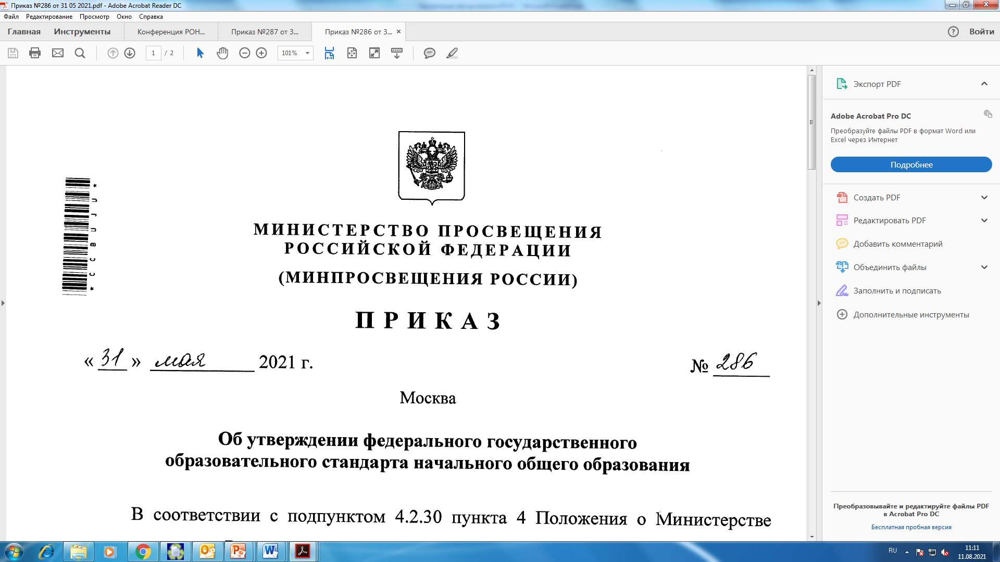 Приказ №286 от 31 05 2021.pdf - Adobe Acrobat Reader DC
Файл Редактирование Просмотр Окно Справка
Главная Инструменты Конференция РОН... Приказ №287 от 3... Приказ №286 от 3... × ? Войти
1 / 2 101%
* C C B U J U *
МИНИСТЕРСТВО ПРОСВЕЩЕНИЯ
РОССИЙСКОЙ ФЕДЕРАЦИИ
(МИНПРОСВЕЩЕНИЯ РОССИИ)
ПРИКАЗ
«31» мая 2021 г. № 286
Москва
Об утверждении федерального государственного
образовательного стандарта начального общего образования
В соответствии с подпунктом 4.2.30 пункта 4 Положения о Министерстве
Экспорт PDF
Adobe Acrobat Pro DC
Преобразуйте файлы PDF в формат Word или
Excel через Интернет
Подробнее
Создать PDF
Редактировать PDF
Добавить комментарий
Объединить файлы
Заполнить и подписать
Дополнительные инструменты
Преобразовывайте и редактируйте файлы PDF
в Acrobat Pro DC
Бесплатная пробная версия
RU
11:11
11.08.2021